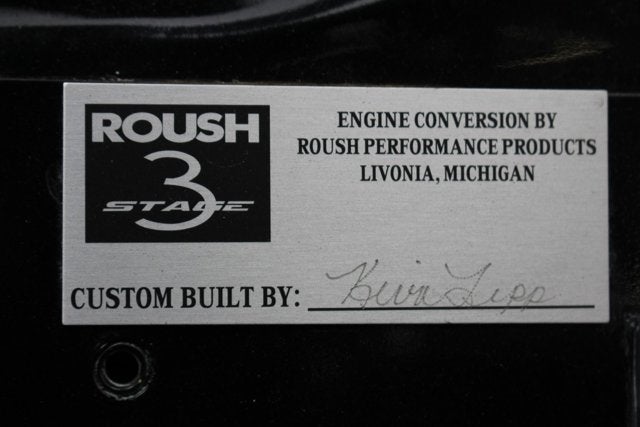 ROUSH
STAGE 3
ENGINE CONVERSION BY
ROUSH PERFORMANCE PRODUCTS
LIVONIA, MICHIGAN
CUSTOM BUILT BY: